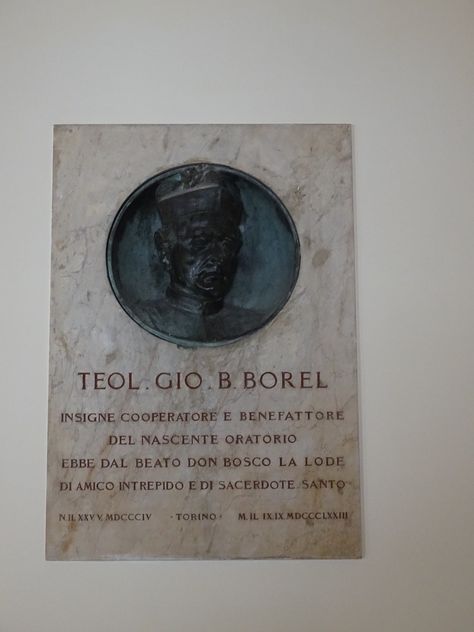 TEOL. GIO. B. BOREL
INSIGNE COOPERATORE E BENEFATTORE
DEL NASCENTE ORATORIO
EBBE DAL BEATO DON BOSCO LA LODE
DI AMICO INTREPIDO E DI SACERDOTE SANTO
N. IL XXV. V. MDCCCIV · TORINO · M. IL IX. IX. MDCCCLXXIII